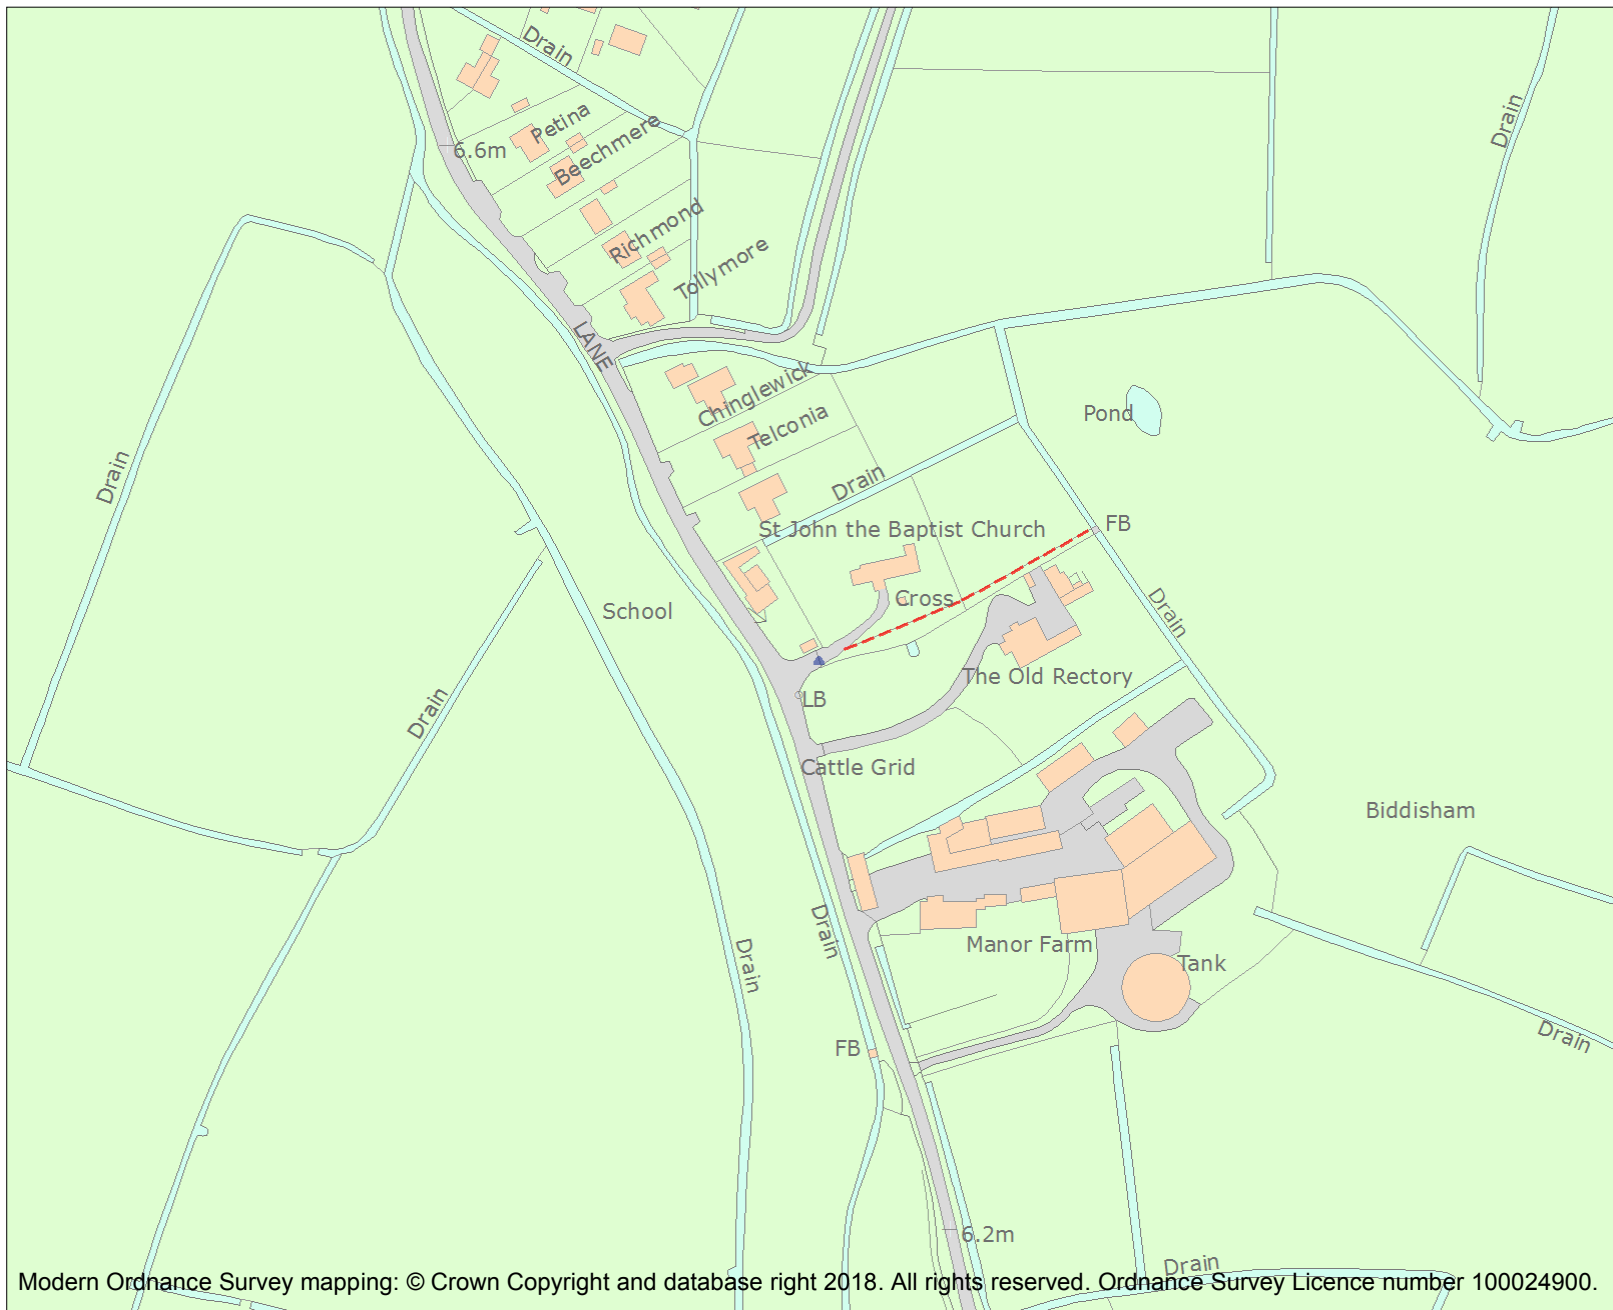 Drain
Petina
Drain
Beechmere
6.6m
Richmond
Tollymore
LANE
Chinglewick
Pond
Telconia
Drain
Drain
FB
St John the Baptist Church
Cross
School
Drain
The Old Rectory
LB
Drain
Cattle Grid
Biddisham
Drain
Manor Farm
Drain
Tank
Drain
FB
6.2m
Drain
Modern Ordnance Survey mapping: © Crown Copyright and database right 2018. All rights reserved. Ordnance Survey Licence number 100024900.